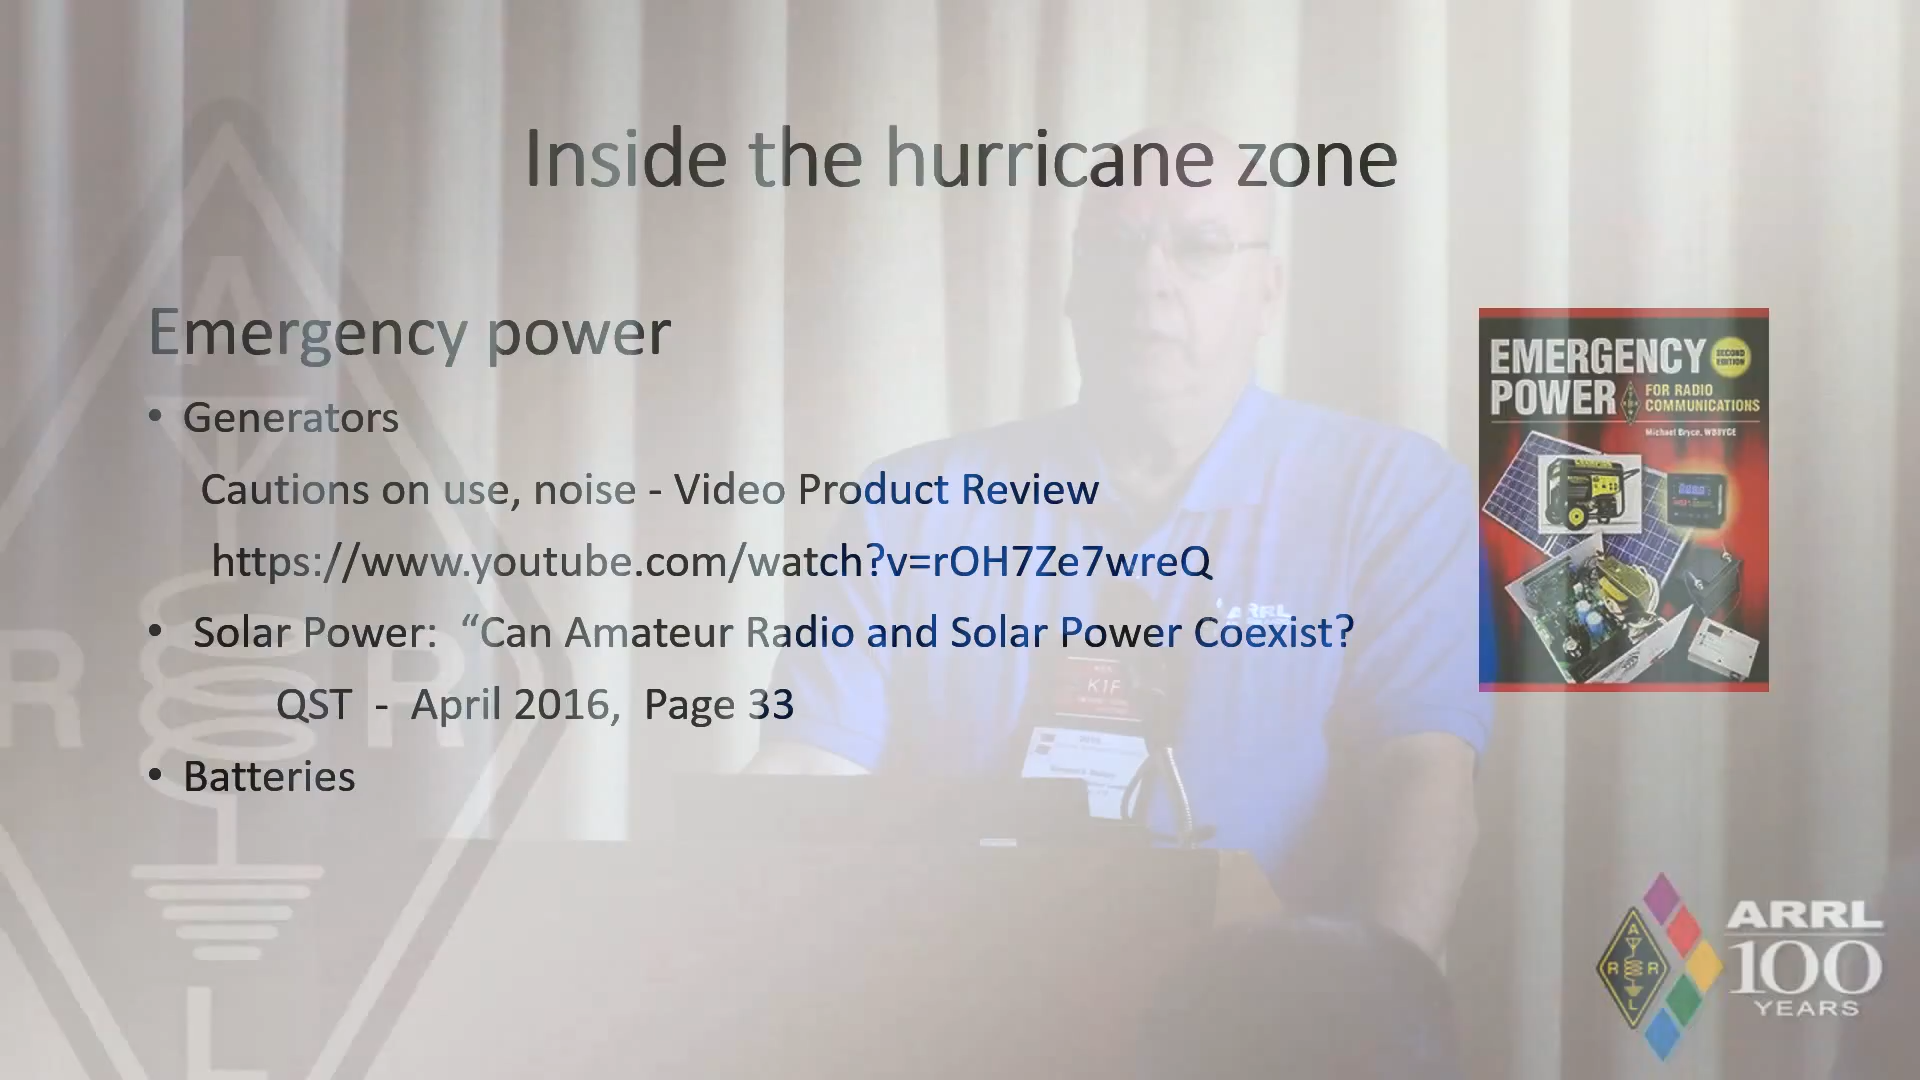 Inside the hurricane zone
Emergency power
• Generators
Cautions on use, noise - Video Product Review
https://www.youtube.com/watch?v=rOH7Ze7wreQ
• Solar Power: “Can Amateur Radio and Solar Power Coexist?
QST - April 2016, Page 33
• Batteries
EMERGENCY
SECOND
EDITION
POWER
FOR RADIO
COMMUNICATIONS
Michael Bryce, WB8VGE
ARRL
K1F
A
R R
L
A
R R
L
ARRL
100
YEARS